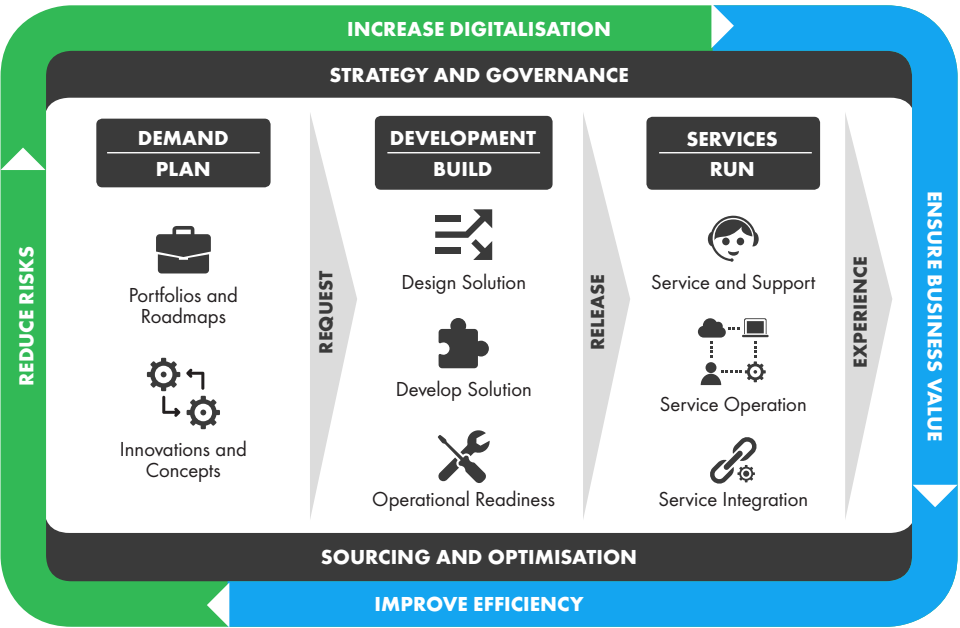 INCREASE DIGITALISATION
STRATEGY AND GOVERNANCE
DEMAND
PLAN
Portfolios and
Roadmaps
Innovations and
Concepts
REQUEST
DEVELOPMENT
BUILD
Design Solution
Develop Solution
Operational Readiness
RELEASE
SERVICES
RUN
Service and Support
Service Operation
Service Integration
EXPERIENCE
SOURCING AND OPTIMISATION
REDUCE RISKS
ENSURE BUSINESS VALUE
IMPROVE EFFICIENCY